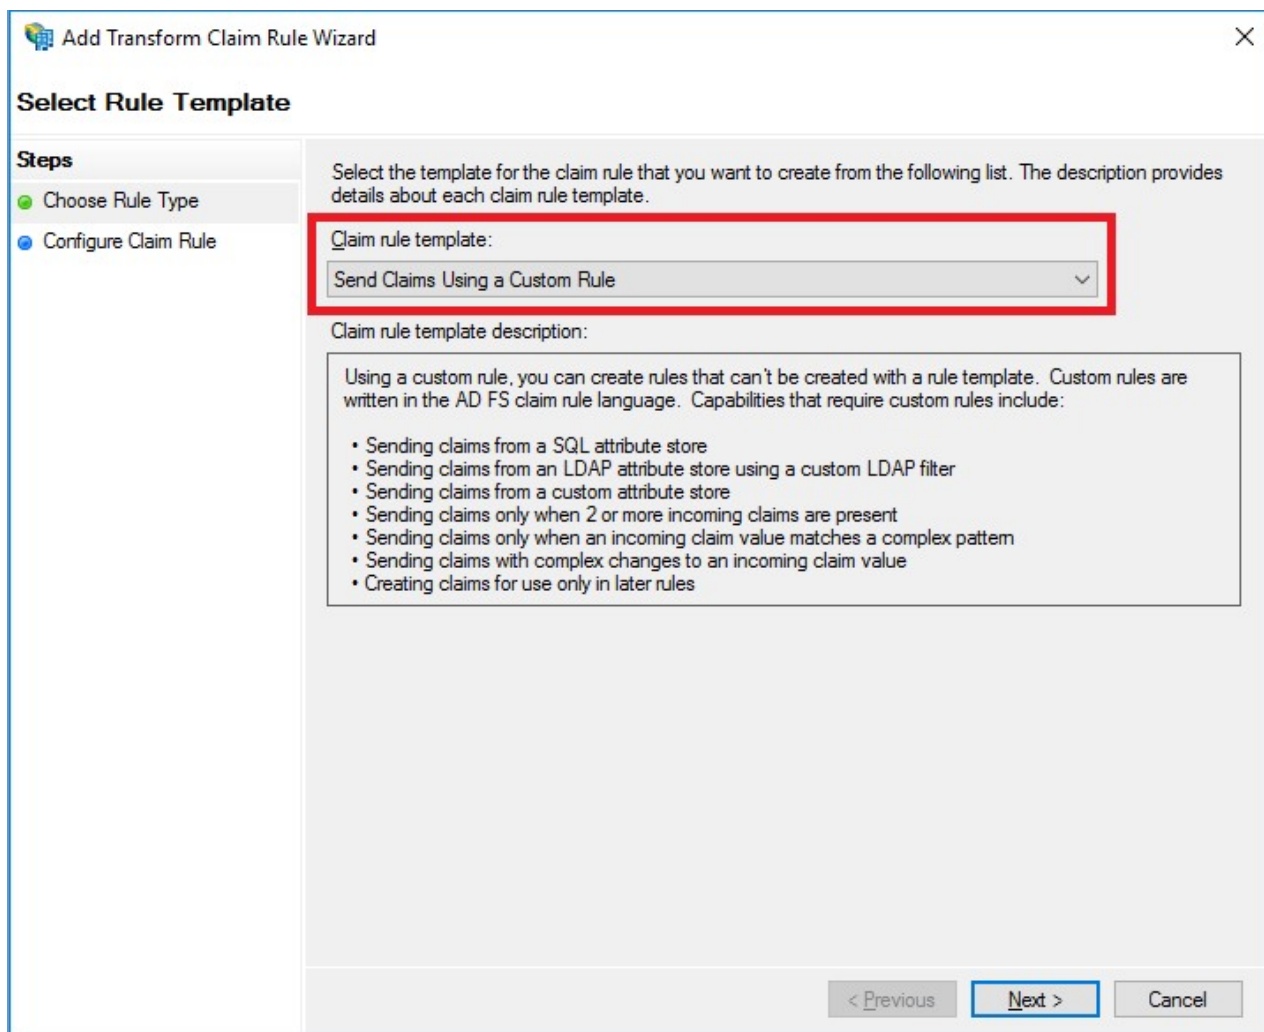 Add Transform Claim Rule Wizard
Select Rule Template
Steps
Choose Rule Type
Configure Claim Rule
Select the template for the claim rule that you want to create from the following list. The description provides
details about each claim rule template.
Claim rule template:
Send Claims Using a Custom Rule
Claim rule template description:
Using a custom rule, you can create rules that can't be created with a rule template. Custom rules are
written in the AD FS claim rule language. Capabilities that require custom rules include:
• Sending claims from a SQL attribute store
• Sending claims from an LDAP attribute store using a custom LDAP filter
• Sending claims from a custom attribute store
• Sending claims only when 2 or more incoming claims are present
• Sending claims only when an incoming claim value matches a complex pattern
• Sending claims with complex changes to an incoming claim value
• Creating claims for use only in later rules
< Previous
Next >
Cancel